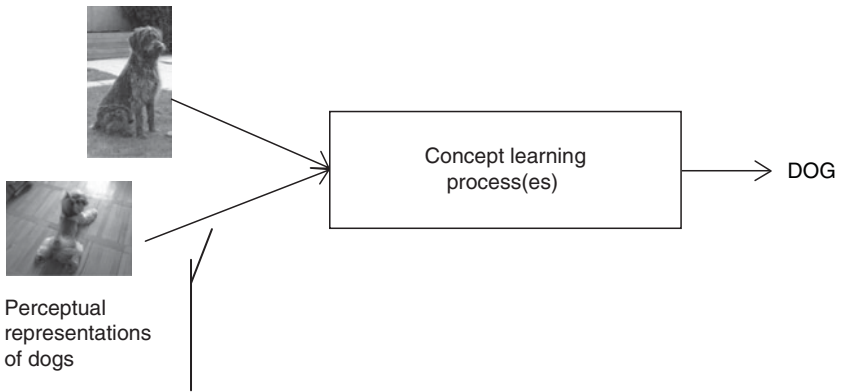 Concept learning
process(es)
DOG
Perceptual
representations
of dogs